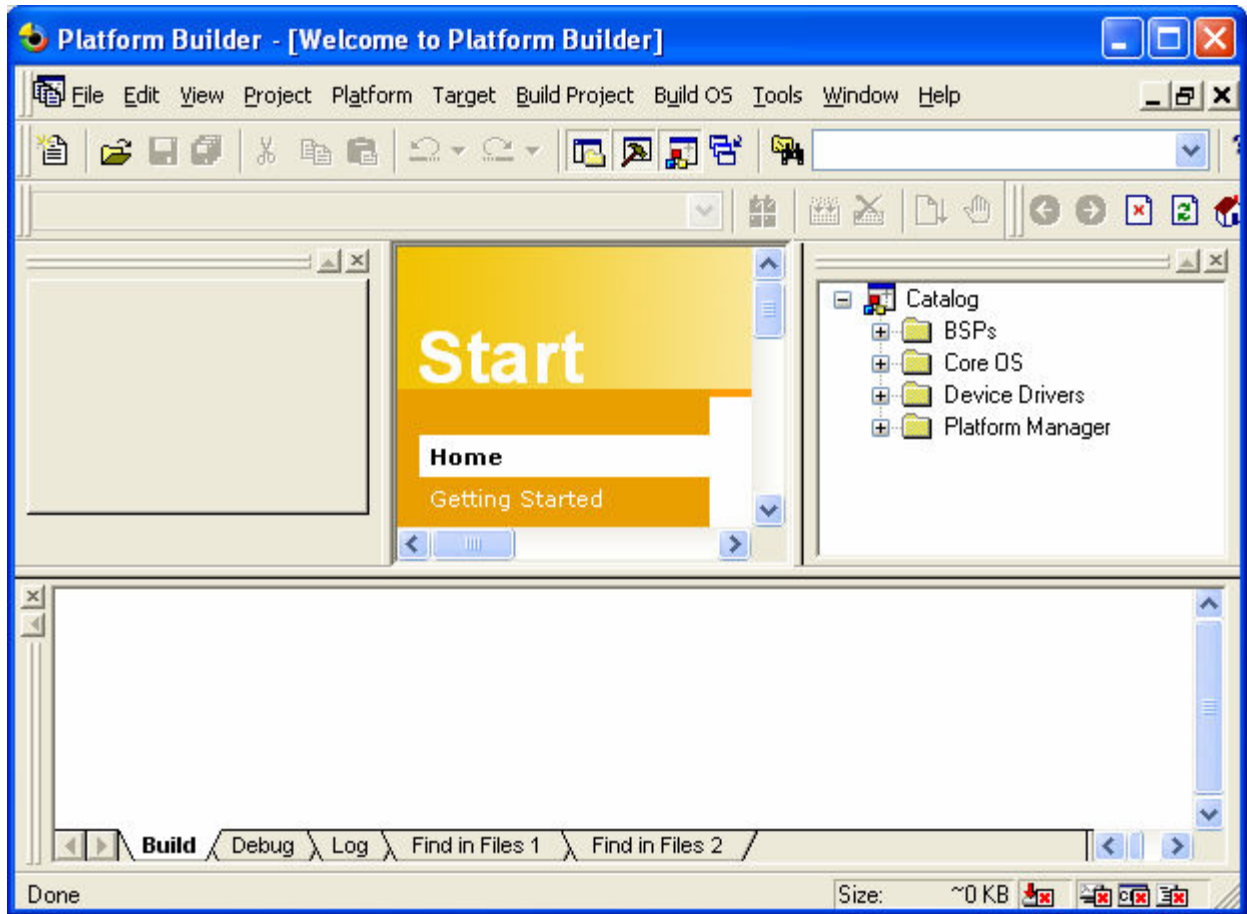 Platform Builder - [Welcome to Platform Builder]
File Edit View Project Platform Target Build Project Build OS Tools Window Help
Start
Home
Getting Started
Catalog
BSPs
Core OS
Device Drivers
Platform Manager
Build Debug Log Find in Files 1 Find in Files 2
Done Size: ~0 KB